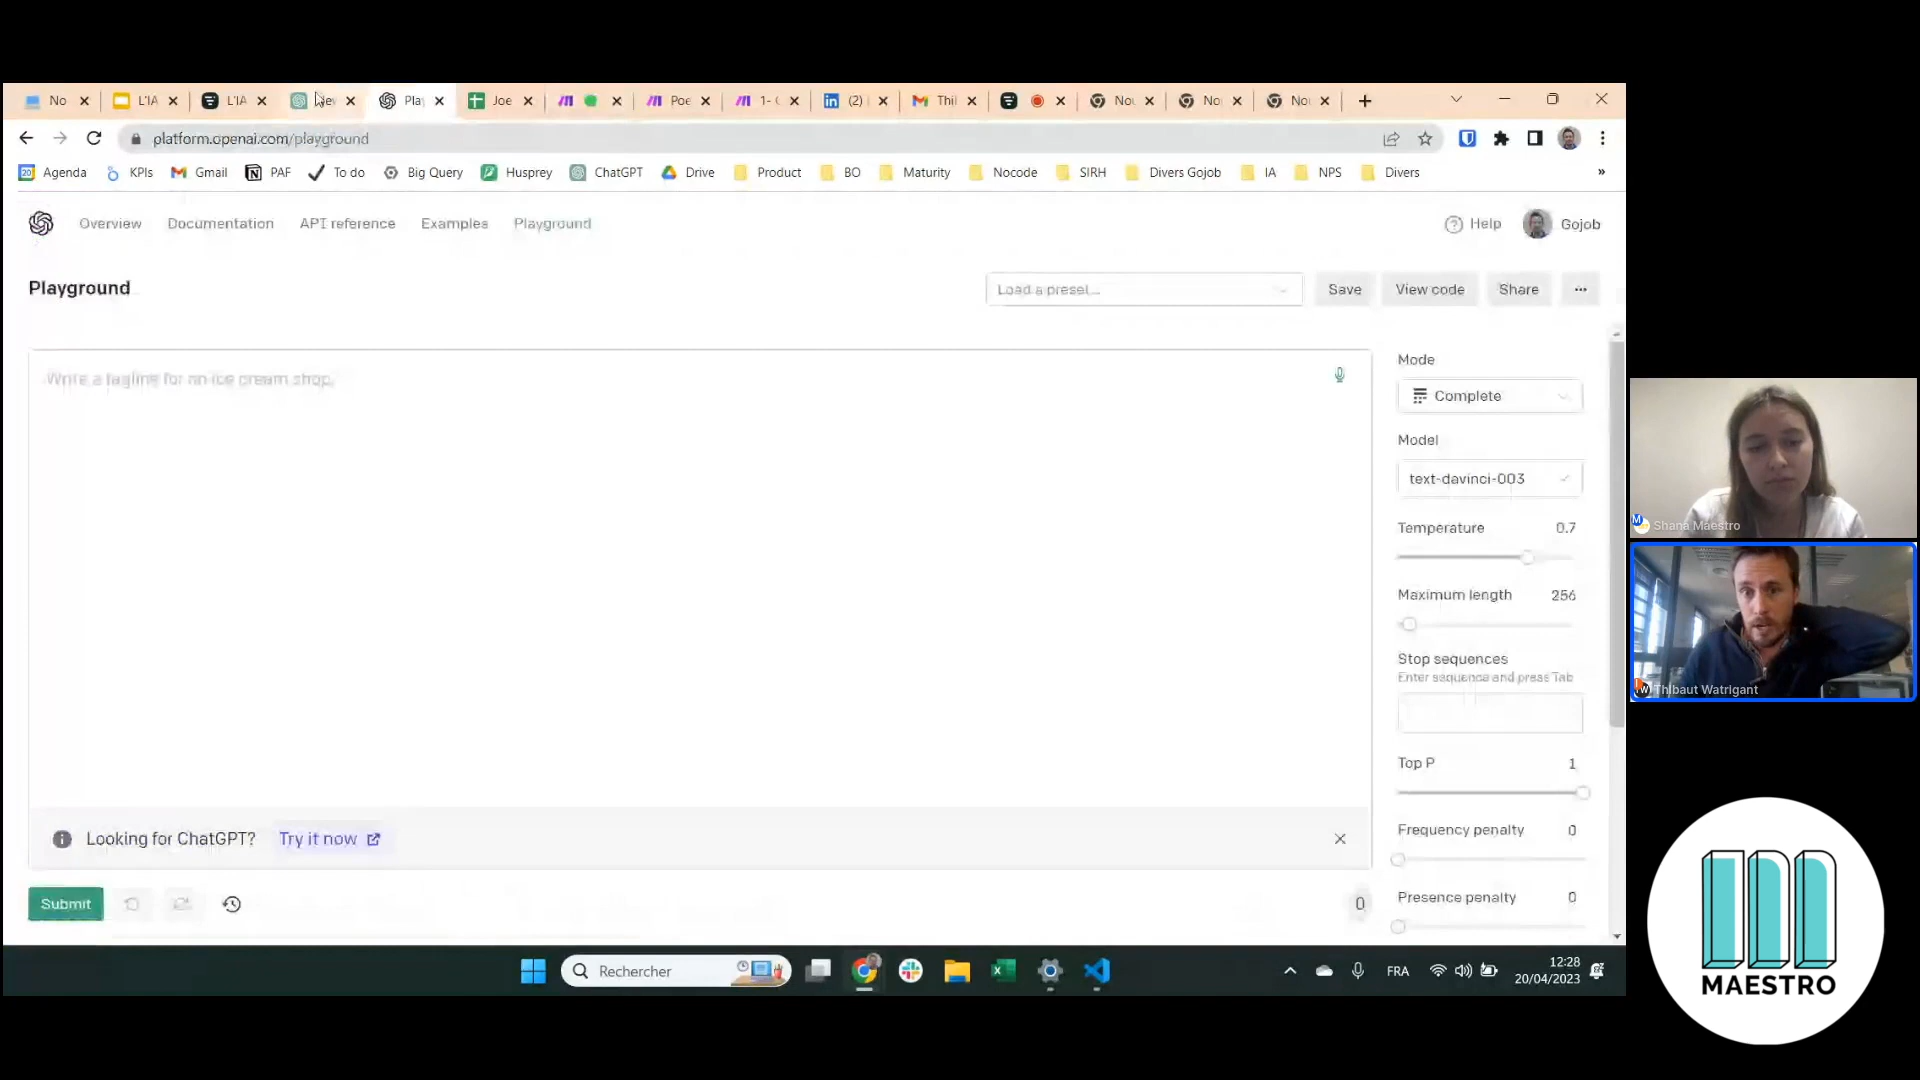 No
L'IA
L'IA
Play
Joe
Poe
1- C
(2)
Thi
No
No
No
platform.openai.com/playground
Agenda KPIs Gmail PAF To do Big Query Husprey ChatGPT Drive Product BO Maturity Nocode SIRH Divers Gojob IA NPS Divers »
Overview Documentation API reference Examples Playground Help Gojob
Playground
Load a preset... Save View code Share ...
Write a tagline for an ice cream shop.
Mode
Complete
Model
text-davinci-003
Temperature 0.7
Maximum length 256
Stop sequences
Enter sequence and press Tab
Top P 1
Frequency penalty 0
Presence penalty 0
Looking for ChatGPT? Try it now
Submit 0
Rechercher
FRA
12:28
20/04/2023
Shana Maestro
Thibaut Watrigant
MAESTRO